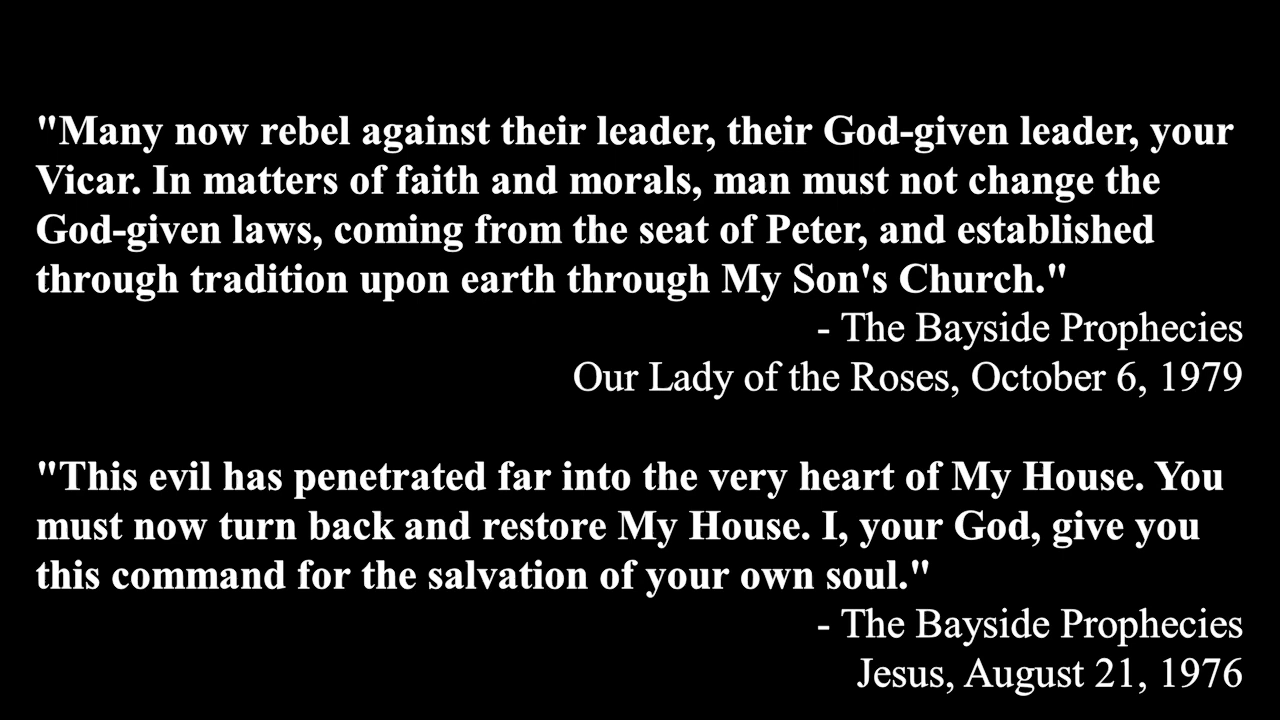 "Many now rebel against their leader, their God-given leader, your
Vicar. In matters of faith and morals, man must not change the
God-given laws, coming from the seat of Peter, and established
through tradition upon earth through My Son's Church."
- The Bayside Prophecies
Our Lady of the Roses, October 6, 1979
"This evil has penetrated far into the very heart of My House. You
must now turn back and restore My House. I, your God, give you
this command for the salvation of your own soul."
- The Bayside Prophecies
Jesus, August 21, 1976